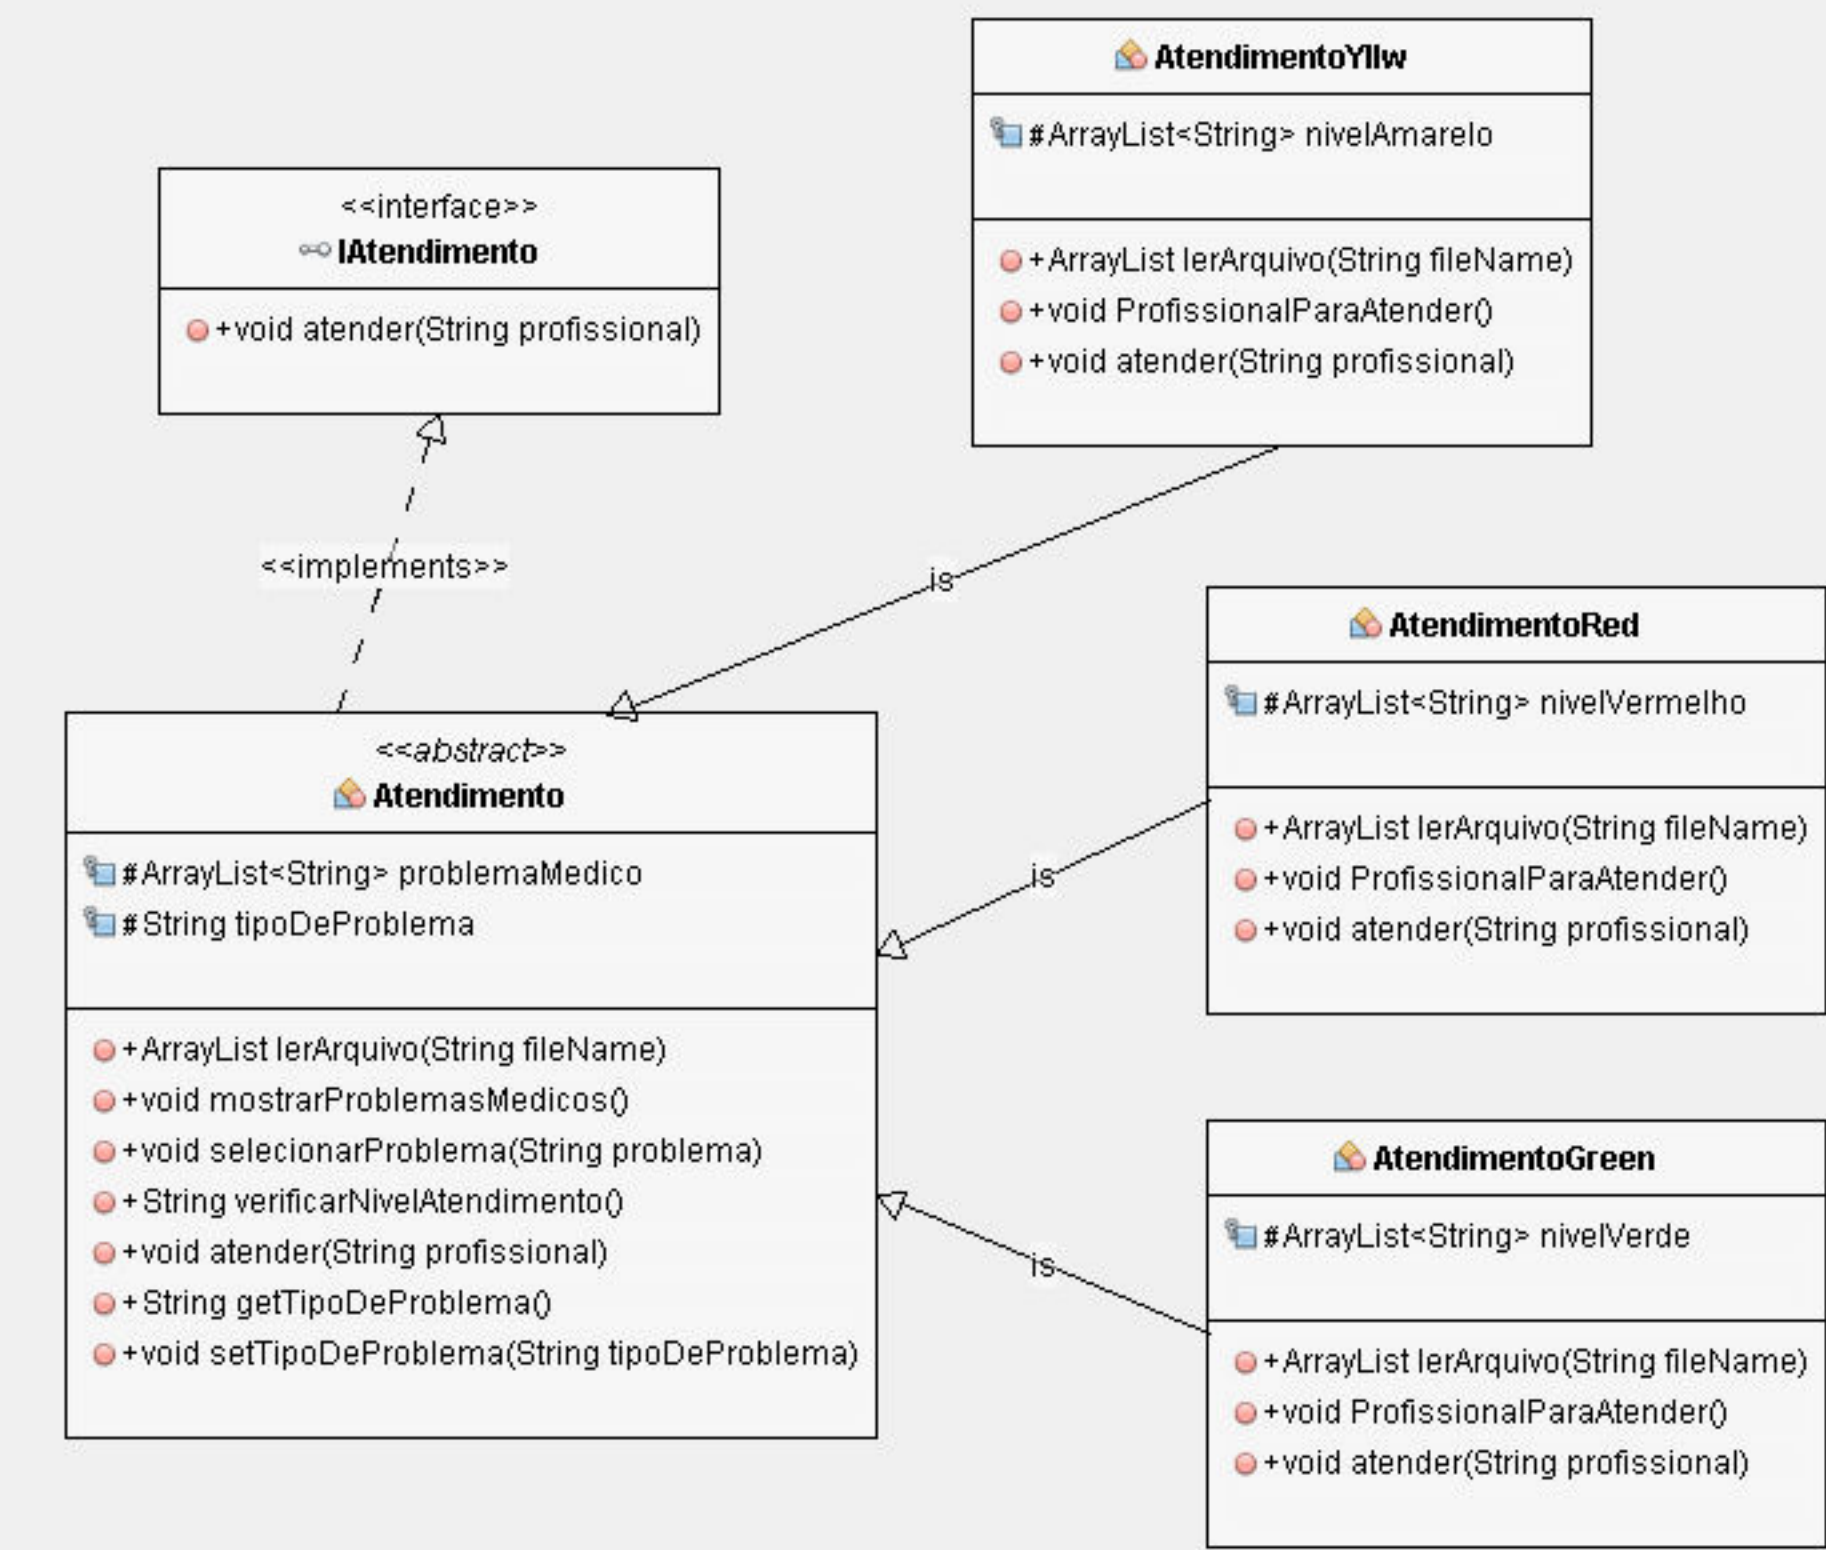 <<interface>>
IAtendimento
+void atender(String profissional)
<<implements>>
AtendimentoYllw
#ArrayList<String> nivelAmarelo
+ArrayList lerArquivo(String fileName)
+void ProfissionalParaAtender()
+void atender(String profissional)
is
<<abstract>>
Atendimento
#ArrayList<String> problemaMedico
#String tipoDeProblema
+ArrayList lerArquivo(String fileName)
+void mostrarProblemasMedicos()
+void selecionarProblema(String problema)
+String verificarNivelAtendimento()
+void atender(String profissional)
+String getTipoDeProblema()
+void setTipoDeProblema(String tipoDeProblema)
is
AtendimentoRed
#ArrayList<String> nivelVermelho
+ArrayList lerArquivo(String fileName)
+void ProfissionalParaAtender()
+void atender(String profissional)
is
AtendimentoGreen
#ArrayList<String> nivelVerde
+ArrayList lerArquivo(String fileName)
+void ProfissionalParaAtender()
+void atender(String profissional)